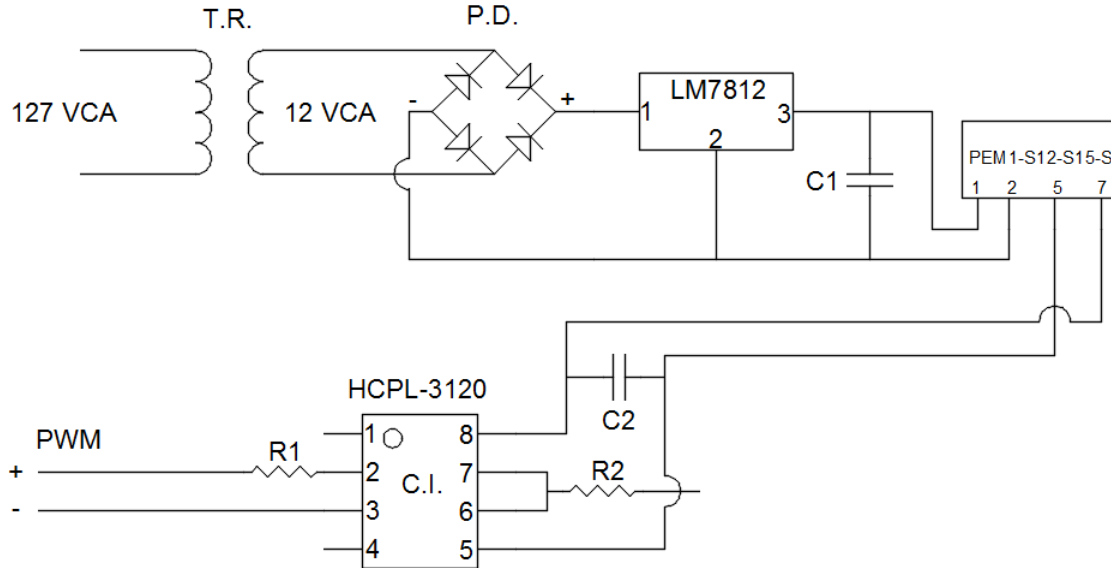 T.R.
P.D.
127 VCA
12 VCA
-
+
LM7812
1
3
2
C1
PEM1-S12-S15-S
1
2
5
7
HCPL-3120
C2
PWM
+
-
R1
1
8
2
7
C.I.
3
6
4
5
R2